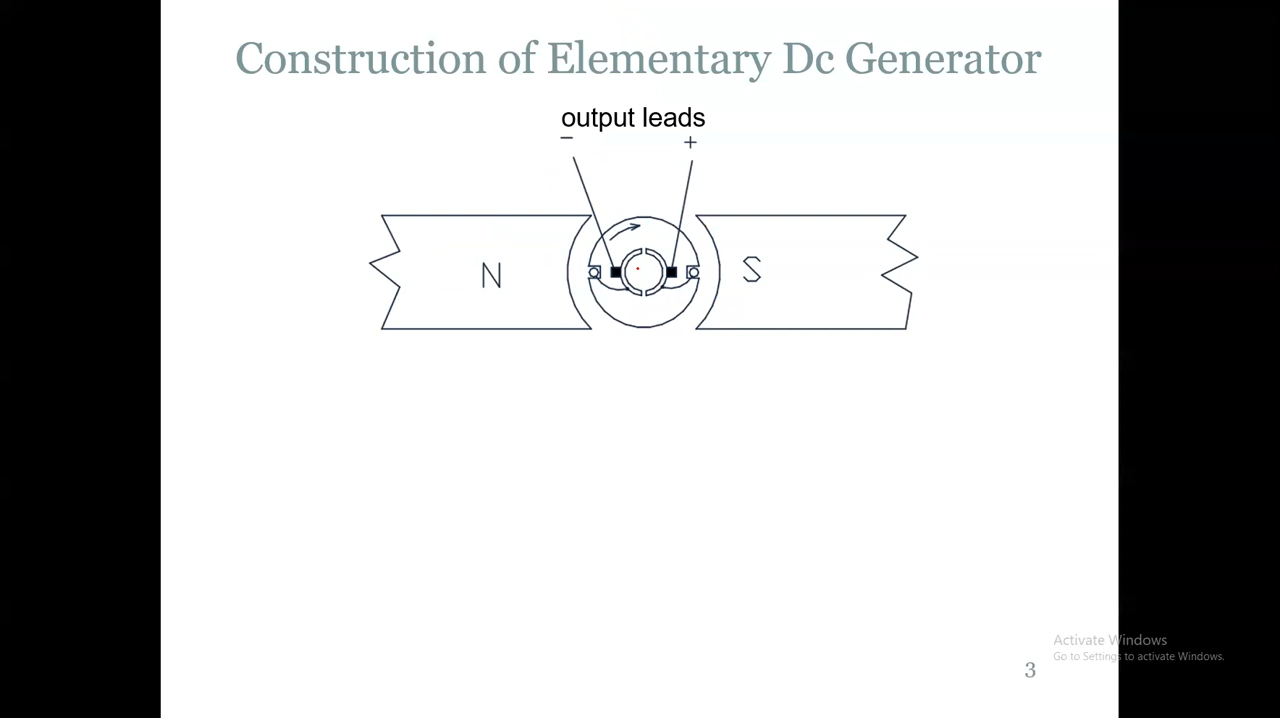 Construction of Elementary Dc Generator
output leads
– +
N S
Activate Windows
Go to Settings to activate Windows.
3